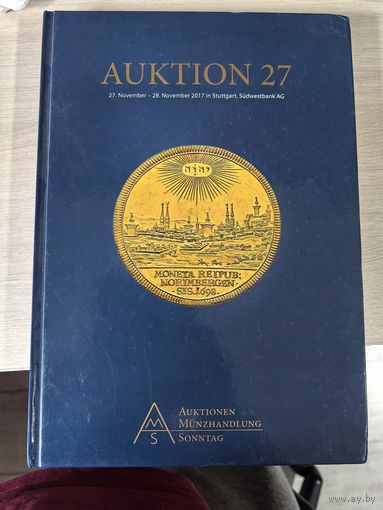 AUKTION 27
27. November – 28. November 2017 in Stuttgart, Südwestbank AG
יהוה
MONETA REIPUB:
NORIMBERGEN-
SIS.1698.
AMS
AUKTIONEN
MÜNZHANDLUNG
SONNTAG
www.ay.by